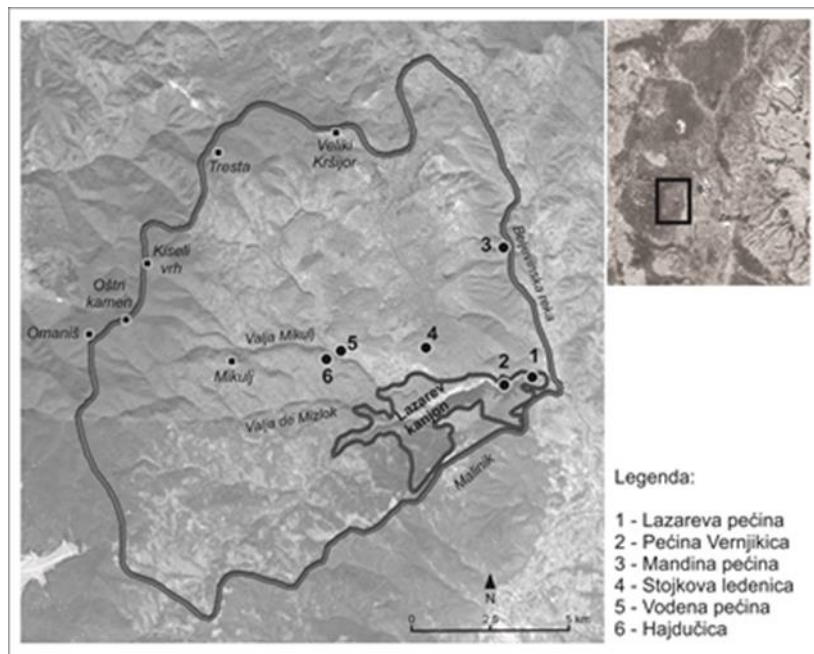 Veliki
Kršijor
Tresta
Beljevinska reka
3
Kiseli
vrh
Oštri
kamen
Omaniš
Valja Mikulj
5
4
6
Mikulj
2
1
Lazarev
kanjon
Valja de Mizlok
Malinik
N
0
2,5
5 km
Legenda:
1 - Lazareva pećina
2 - Pećina Vernjikica
3 - Mandina pećina
4 - Stojkova ledenica
5 - Vodena pećina
6 - Hajdučica